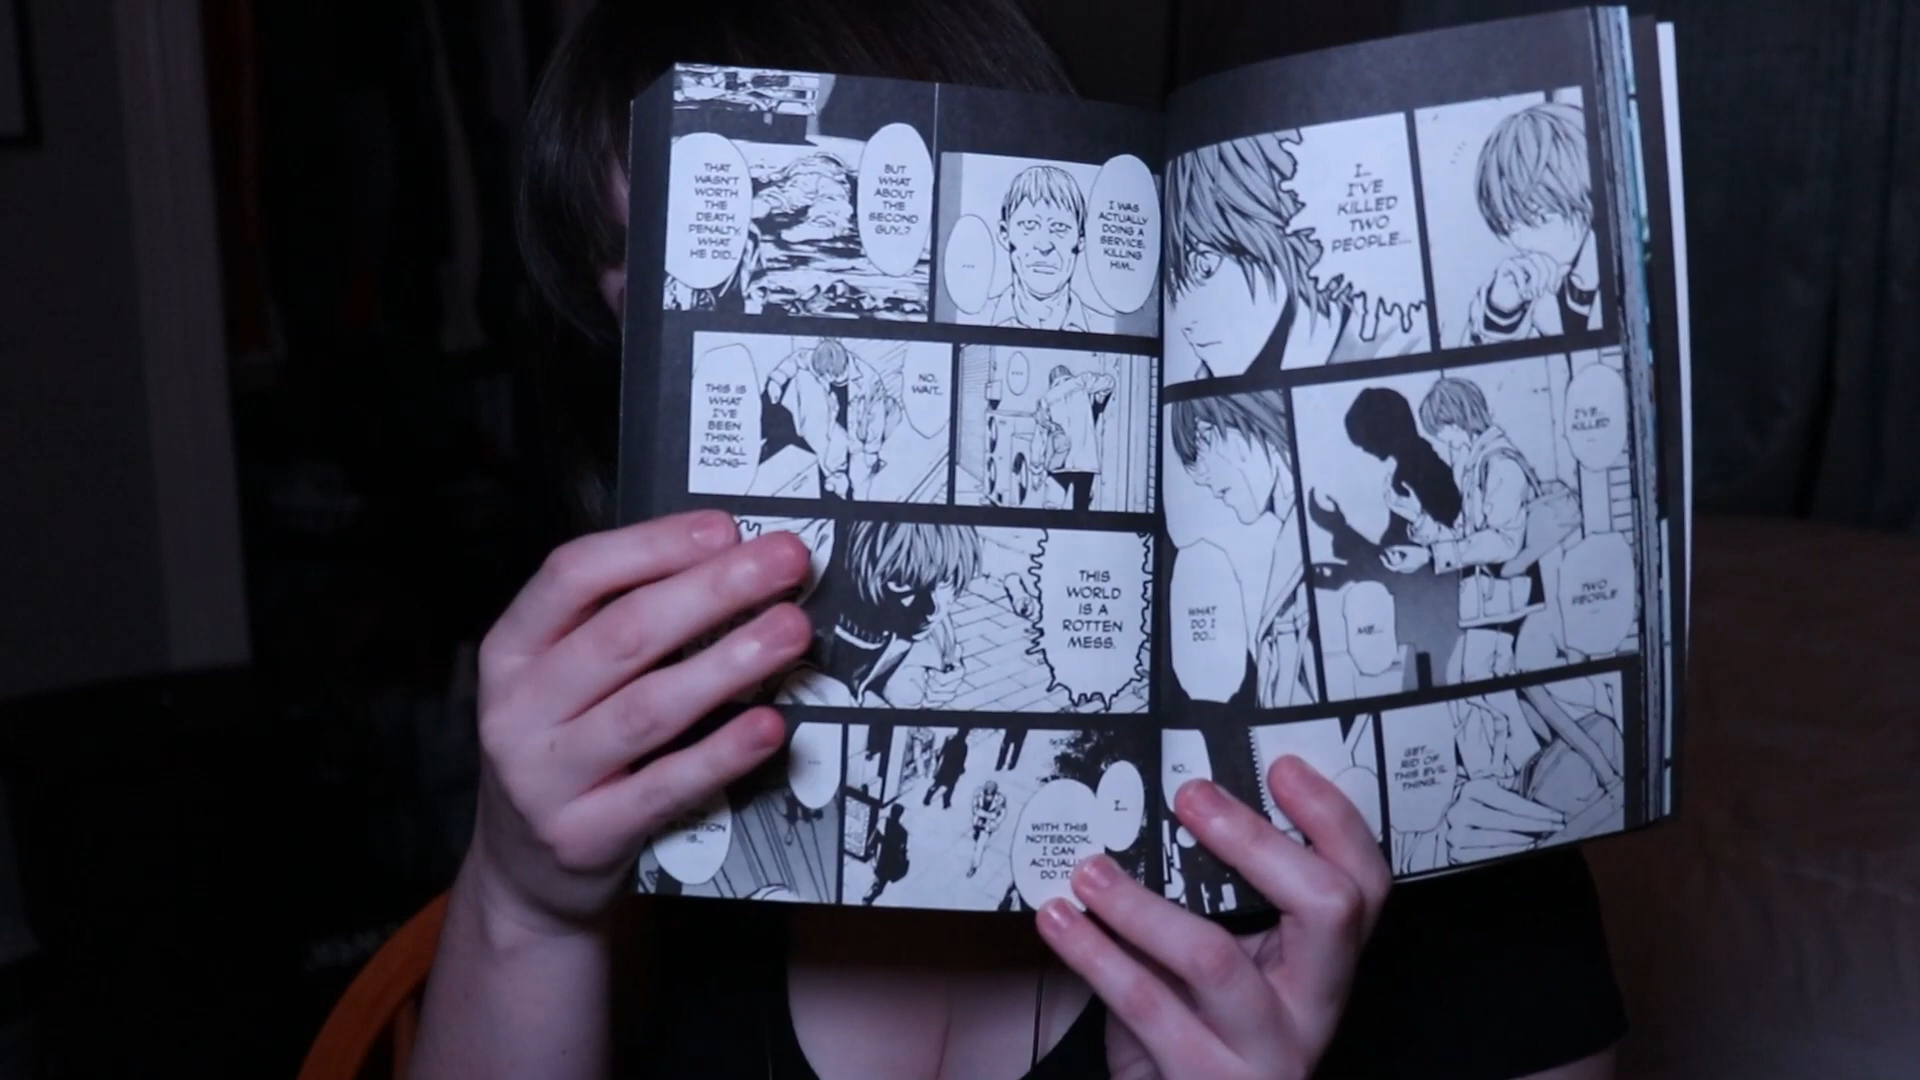 I...
I'VE
KILLED
TWO
PEOPLE...
I'VE..
KILLED
...
TWO
PEOPLE
...
ME...
WHAT
DO I
DO...
GET...
RID OF
THIS EVIL
THING...
NO...
I WAS
ACTUALLY
DOING A
SERVICE,
KILLING
HIM...
...
BUT
WHAT
ABOUT
THE
SECOND
GUY..?
THAT
WASN'T
WORTH
THE
DEATH
PENALTY.
WHAT
HE DID...
...
NO,
WAIT...
THIS IS
WHAT
I'VE
BEEN
THINK-
ING ALL
ALONG—
THIS
WORLD
IS A
ROTTEN
MESS.
I...
WITH THIS
NOTEBOOK,
I CAN
DO IT.
...
IS...